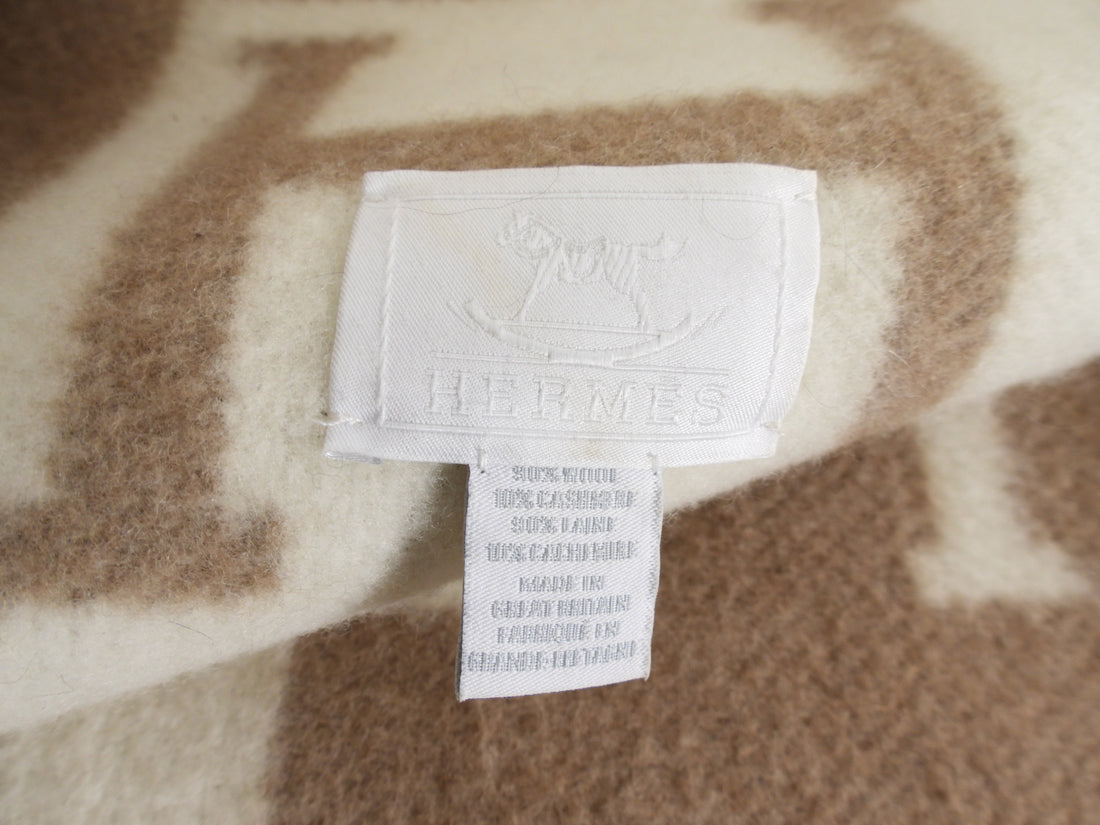 HERMES
90% WOOL
10% CASHMERE
90% LAINE
10% CACHEMIRE
MADE IN
GREAT BRITAIN
FABRIQUÉ EN
GRANDE-BRETAGNE